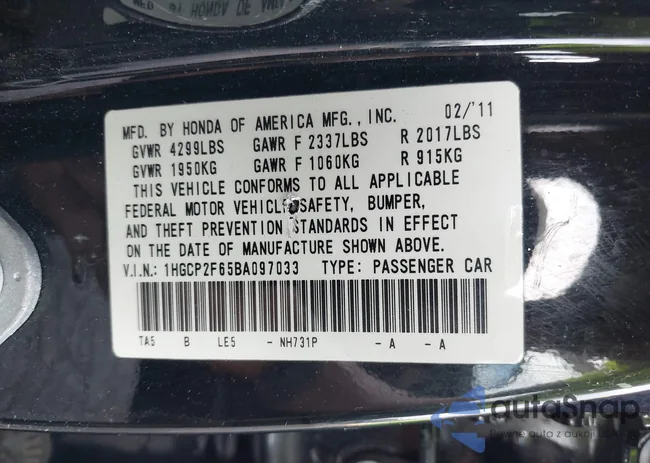 MFD. BY HONDA OF AMERICA MFG., INC. 02/'11
GVWR 4299LBS GAWR F 2337LBS R 2017LBS
GVWR 1950KG GAWR F 1060KG R 915KG
THIS VEHICLE CONFORMS TO ALL APPLICABLE
FEDERAL MOTOR VEHICLE SAFETY, BUMPER,
AND THEFT PREVENTION STANDARDS IN EFFECT
ON THE DATE OF MANUFACTURE SHOWN ABOVE.
V.I.N.: 1HGCP2F65BA097033 TYPE: PASSENGER CAR
TA5 B LE5 - NH731P - A - A
autoSnap
auta z aukcji